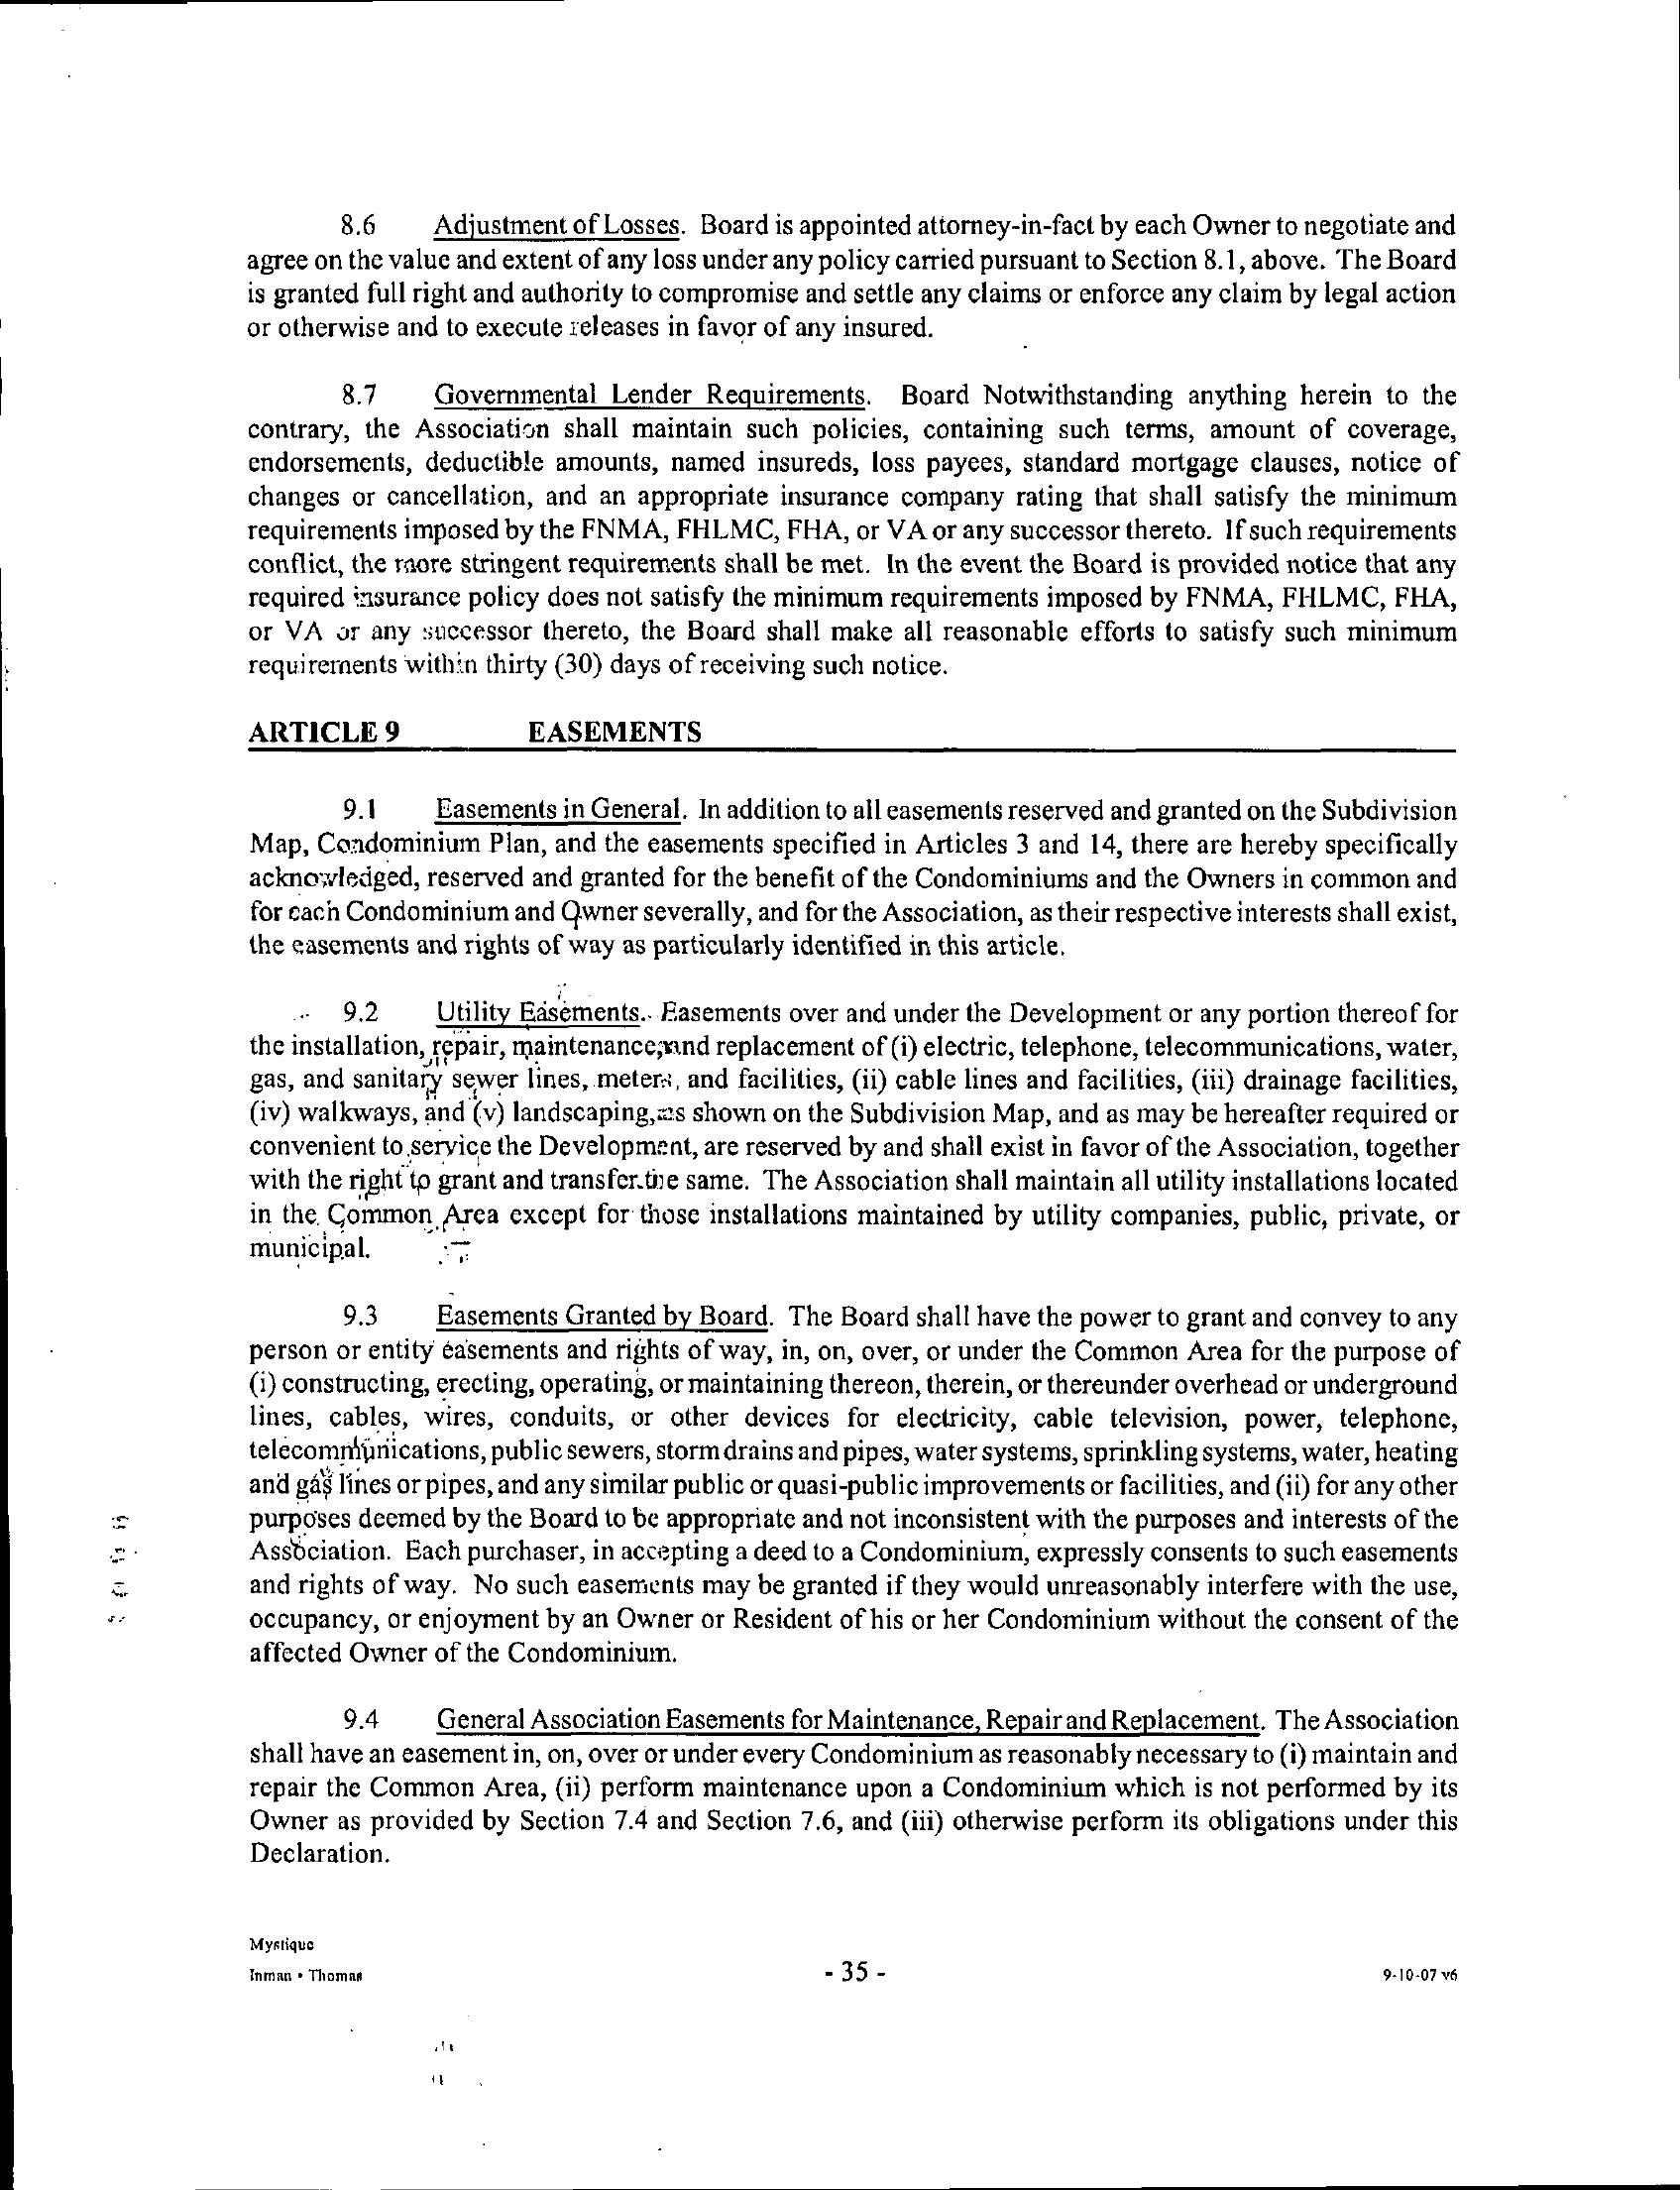 8.6 Adjustment of Losses. Board is appointed attorney-in-fact by each Owner to negotiate and
agree on the value and extent of any loss under any policy carried pursuant to Section 8.1, above. The Board
is granted full right and authority to compromise and settle any claims or enforce any claim by legal action
or otherwise and to execute releases in favor of any insured.
8.7 Governmental Lender Requirements. Board Notwithstanding anything herein to the
contrary, the Association shall maintain such policies, containing such terms, amount of coverage,
endorsements, deductible amounts, named insureds, loss payees, standard mortgage clauses, notice of
changes or cancellation, and an appropriate insurance company rating that shall satisfy the minimum
requirements imposed by the FNMA, FHLMC, FHA, or VA or any successor thereto. If such requirements
conflict, the more stringent requirements shall be met. In the event the Board is provided notice that any
required insurance policy does not satisfy the minimum requirements imposed by FNMA, FHLMC, FHA,
or VA or any successor thereto, the Board shall make all reasonable efforts to satisfy such minimum
requirements within thirty (30) days of receiving such notice.
ARTICLE 9 EASEMENTS
9.1 Easements in General. In addition to all easements reserved and granted on the Subdivision
Map, Condominium Plan, and the easements specified in Articles 3 and 14, there are hereby specifically
acknowledged, reserved and granted for the benefit of the Condominiums and the Owners in common and
for each Condominium and Owner severally, and for the Association, as their respective interests shall exist,
the easements and rights of way as particularly identified in this article.
9.2 Utility Easements. Easements over and under the Development or any portion thereof for
the installation, repair, maintenance, and replacement of (i) electric, telephone, telecommunications, water,
gas, and sanitary sewer lines, meters, and facilities, (ii) cable lines and facilities, (iii) drainage facilities,
(iv) walkways, and (v) landscaping, as shown on the Subdivision Map, and as may be hereafter required or
convenient to service the Development, are reserved by and shall exist in favor of the Association, together
with the right to grant and transfer the same. The Association shall maintain all utility installations located
in the Common Area except for those installations maintained by utility companies, public, private, or
municipal.
9.3 Easements Granted by Board. The Board shall have the power to grant and convey to any
person or entity easements and rights of way, in, on, over, or under the Common Area for the purpose of
(i) constructing, erecting, operating, or maintaining thereon, therein, or thereunder overhead or underground
lines, cables, wires, conduits, or other devices for electricity, cable television, power, telephone,
telecommunications, public sewers, storm drains and pipes, water systems, sprinkling systems, water, heating
and gas lines or pipes, and any similar public or quasi-public improvements or facilities, and (ii) for any other
purposes deemed by the Board to be appropriate and not inconsistent with the purposes and interests of the
Association. Each purchaser, in accepting a deed to a Condominium, expressly consents to such easements
and rights of way. No such easements may be granted if they would unreasonably interfere with the use,
occupancy, or enjoyment by an Owner or Resident of his or her Condominium without the consent of the
affected Owner of the Condominium.
9.4 General Association Easements for Maintenance, Repair and Replacement. The Association
shall have an easement in, on, over or under every Condominium as reasonably necessary to (i) maintain and
repair the Common Area, (ii) perform maintenance upon a Condominium which is not performed by its
Owner as provided by Section 7.4 and Section 7.6, and (iii) otherwise perform its obligations under this
Declaration.
Mystique
Inman • Thomas
- 35 -
9-10-07 v6